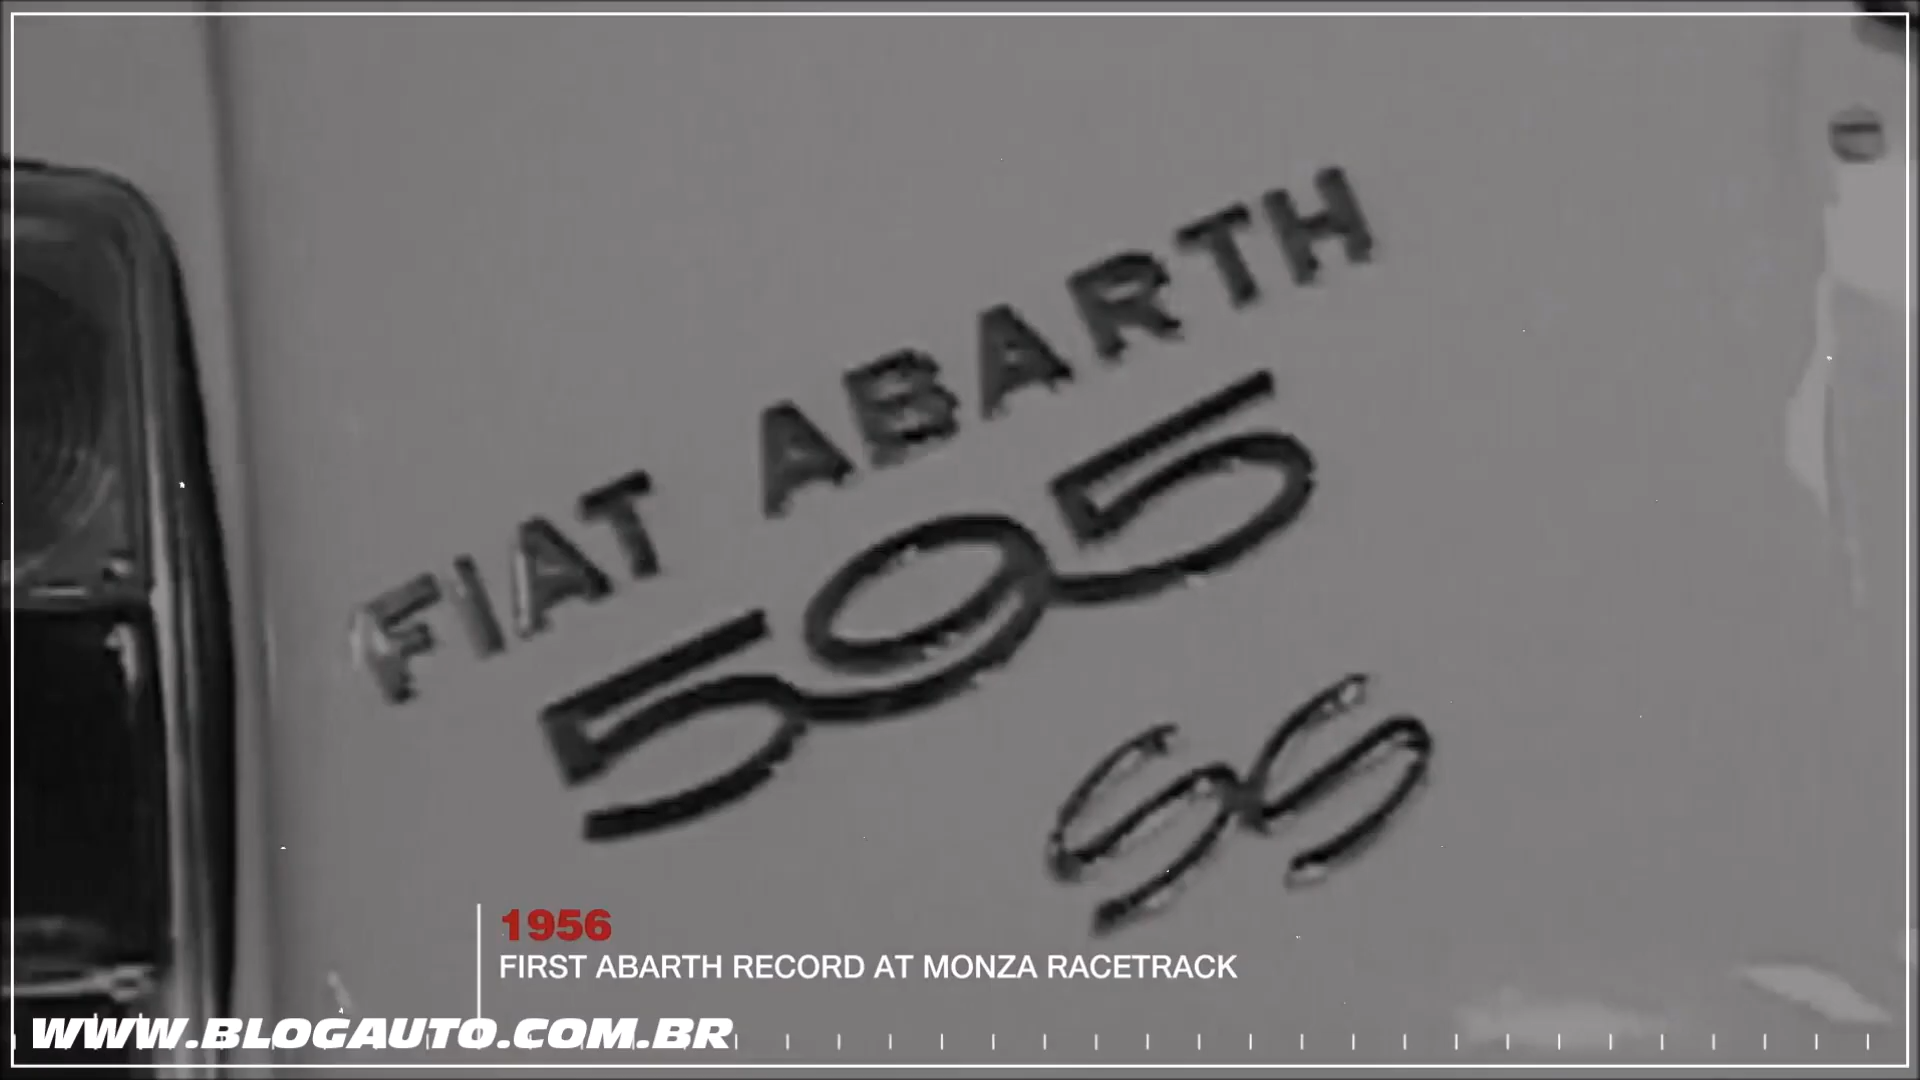 FIAT ABARTH
595
SS
1956
FIRST ABARTH RECORD AT MONZA RACETRACK
WWW.BLOGAUTO.COM.BR